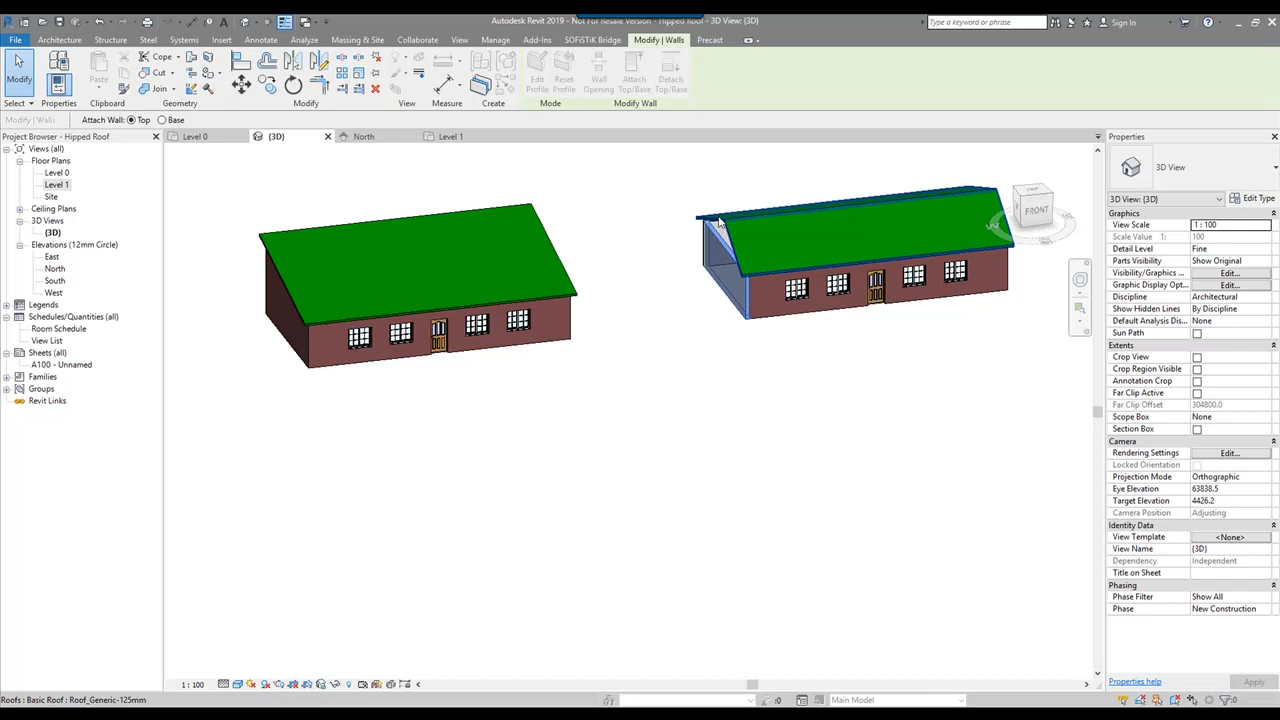 Autodesk Revit 2019 - Not For Resale Version - Hipped Roof - 3D View: {3D}
Type a keyword or phrase
Sign In
File Architecture Structure Steel Systems Insert Annotate Analyze Massing & Site Collaborate View Manage Add-Ins SOFiSTiK Bridge Modify | Walls Precast
Modify
Paste
Cope
Cut
Join
Edit Profile
Reset Profile
Wall Opening
Attach Top/Base
Detach Top/Base
Select Properties Clipboard Geometry Modify View Measure Create Mode Modify Wall
Modify | Walls Attach Wall: Top Base
Project Browser - Hipped Roof
Level 0
{3D}
North
Level 1
Properties
Views (all)
Floor Plans
Level 0
Level 1
Site
Ceiling Plans
3D Views
{3D}
Elevations (12mm Circle)
East
North
South
West
Legends
Schedules/Quantities (all)
Room Schedule
View List
Sheets (all)
A100 - Unnamed
Families
Groups
Revit Links
FRONT
3D View
3D View: {3D} Edit Type
Graphics
View Scale 1 : 100
Scale Value 1: 100
Detail Level Fine
Parts Visibility Show Original
Visibility/Graphics ... Edit...
Graphic Display Opt... Edit...
Discipline Architectural
Show Hidden Lines By Discipline
Default Analysis Dis... None
Sun Path
Extents
Crop View
Crop Region Visible
Annotation Crop
Far Clip Active
Far Clip Offset 304800.0
Scope Box None
Section Box
Camera
Rendering Settings Edit...
Locked Orientation
Projection Mode Orthographic
Eye Elevation 63838.5
Target Elevation 4426.2
Camera Position Adjusting
Identity Data
View Template <None>
View Name {3D}
Dependency Independent
Title on Sheet
Phasing
Phase Filter Show All
Phase New Construction
Properties help
Apply
1 : 100
Roofs : Basic Roof : Roof_Generic-125mm
:0
Main Model
:0